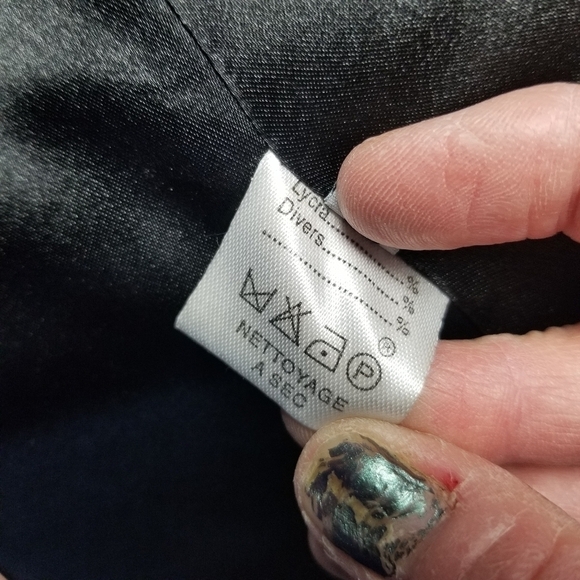 Lycra..............%
Divers..............%
..........................%
P ®
NETTOYAGE
A SEC